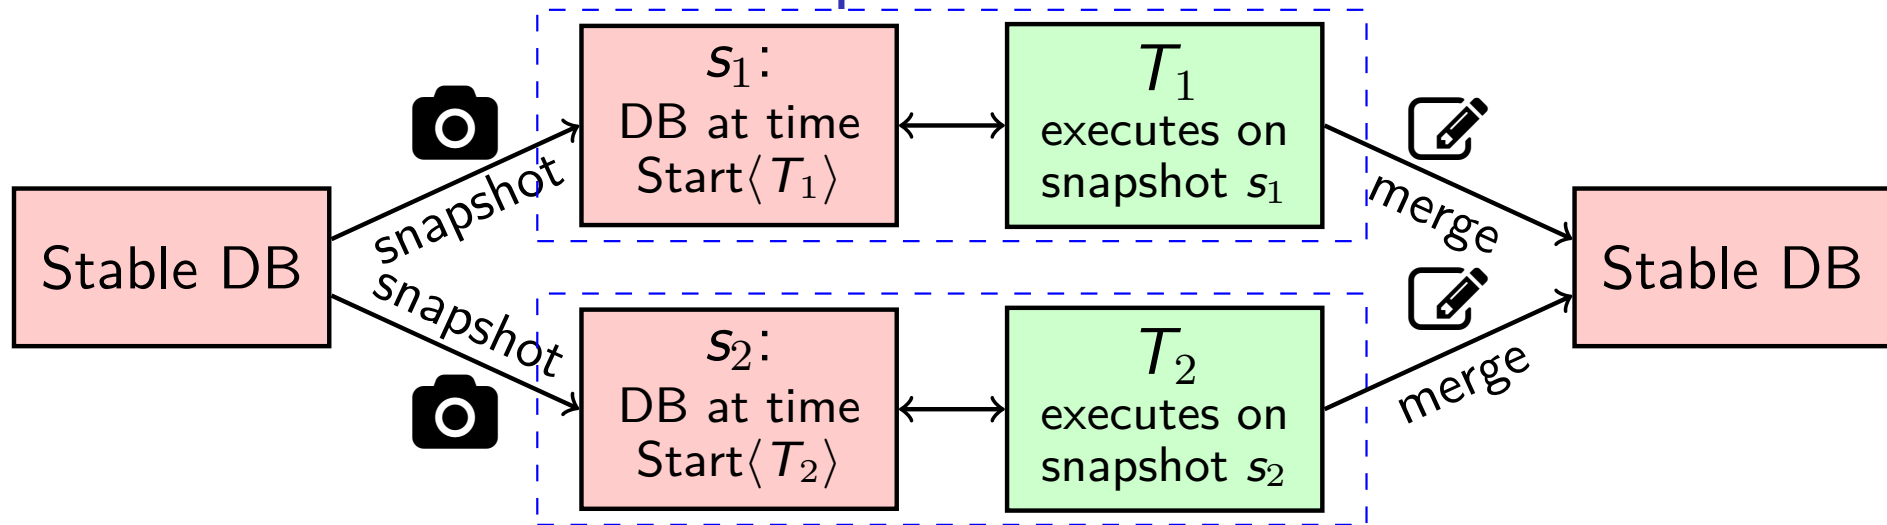 Stable DB
snapshot
snapshot
s₁:
DB at time
Start⟨T₁⟩
T₁
executes on
snapshot s₁
s₂:
DB at time
Start⟨T₂⟩
T₂
executes on
snapshot s₂
merge
merge
Stable DB